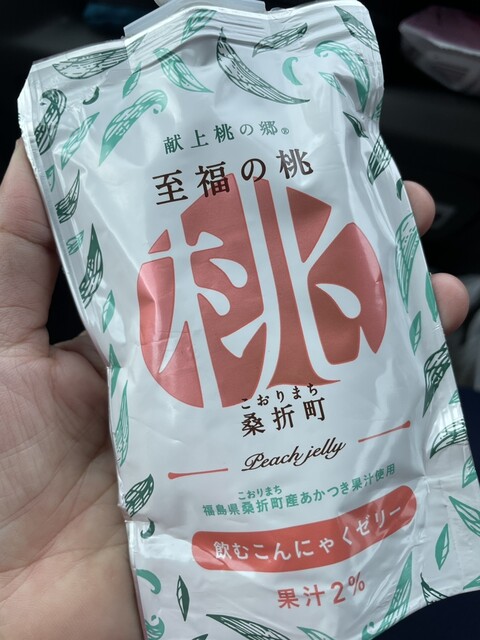 献上桃の郷®
至福の桃
桃
こおりまち
桑折町
Peach jelly
こおりまち
福島県桑折町産あかつき果汁使用
飲むこんにゃくゼリー
果汁2%